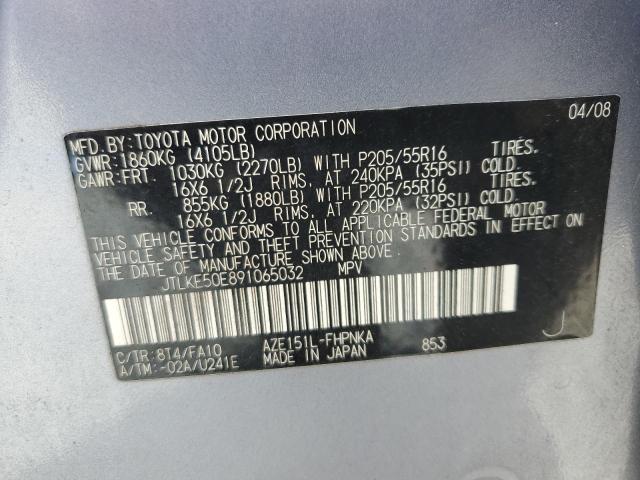 04/08
MFD. BY: TOYOTA MOTOR CORPORATION
GVWR: 1860KG (4105LB)
GAWR: FRT. 1030KG (2270LB) WITH P205/55R16 TIRES.
16X6 1/2J RIMS, AT 240KPA (35PSI) COLD.
RR. 855KG (1880LB) WITH P205/55R16 TIRES.
16X6 1/2J RIMS, AT 220KPA (32PSI) COLD.
THIS VEHICLE CONFORMS TO ALL APPLICABLE FEDERAL MOTOR
VEHICLE SAFETY AND THEFT PREVENTION STANDARDS IN EFFECT ON
THE DATE OF MANUFACTURE SHOWN ABOVE.
JTLKE50E891065032 MPV
C/TR: 8T4/FA10 AZE151L-FHPNKA 853
A/TM: -02A/U241E MADE IN JAPAN
J